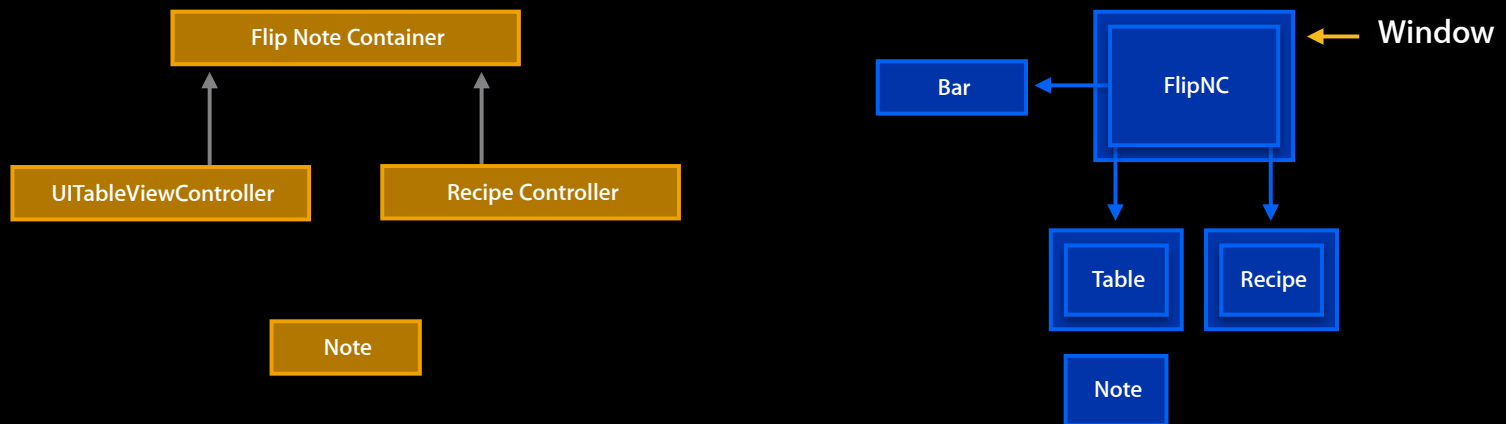 Flip Note Container
UITableViewController
Recipe Controller
Note
Window
FlipNC
Bar
Table
Recipe
Note